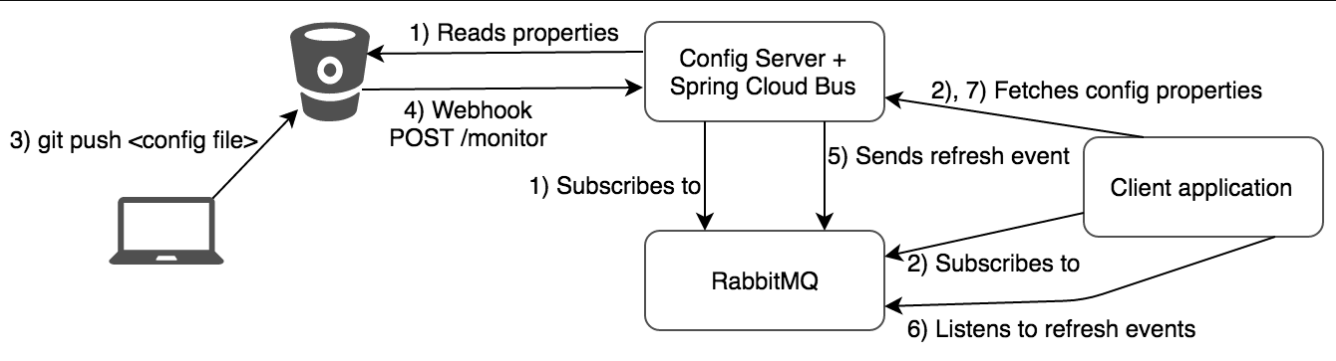 1) Reads properties
Config Server +
Spring Cloud Bus
2), 7) Fetches config properties
4) Webhook
POST /monitor
3) git push <config file>
5) Sends refresh event
1) Subscribes to
Client application
2) Subscribes to
RabbitMQ
6) Listens to refresh events